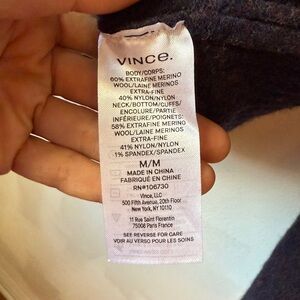 VINCE.
BODY/CORPS:
60% EXTRAFINE MERINO
WOOL/LAINE MERINOS
EXTRA-FINE
40% NYLON/NYLON
NECK/BOTTOM/CUFFS/
ENCOLURE/PARTIE
INFÉRIEURE/POIGNETS:
58% EXTRAFINE MERINO
WOOL/LAINE MERINOS
EXTRA-FINE
41% NYLON/NYLON
1% SPANDEX/SPANDEX
M/M
MADE IN CHINA
FABRIQUÉ EN CHINE
RN#106730
Vince, LLC
500 Fifth Avenue, 20th Floor
New York, NY 10110
11 Rue Saint Florentin
75008 Paris FRANCE
SEE REVERSE FOR CARE
VOIR AU VERSO POUR LES SOINS